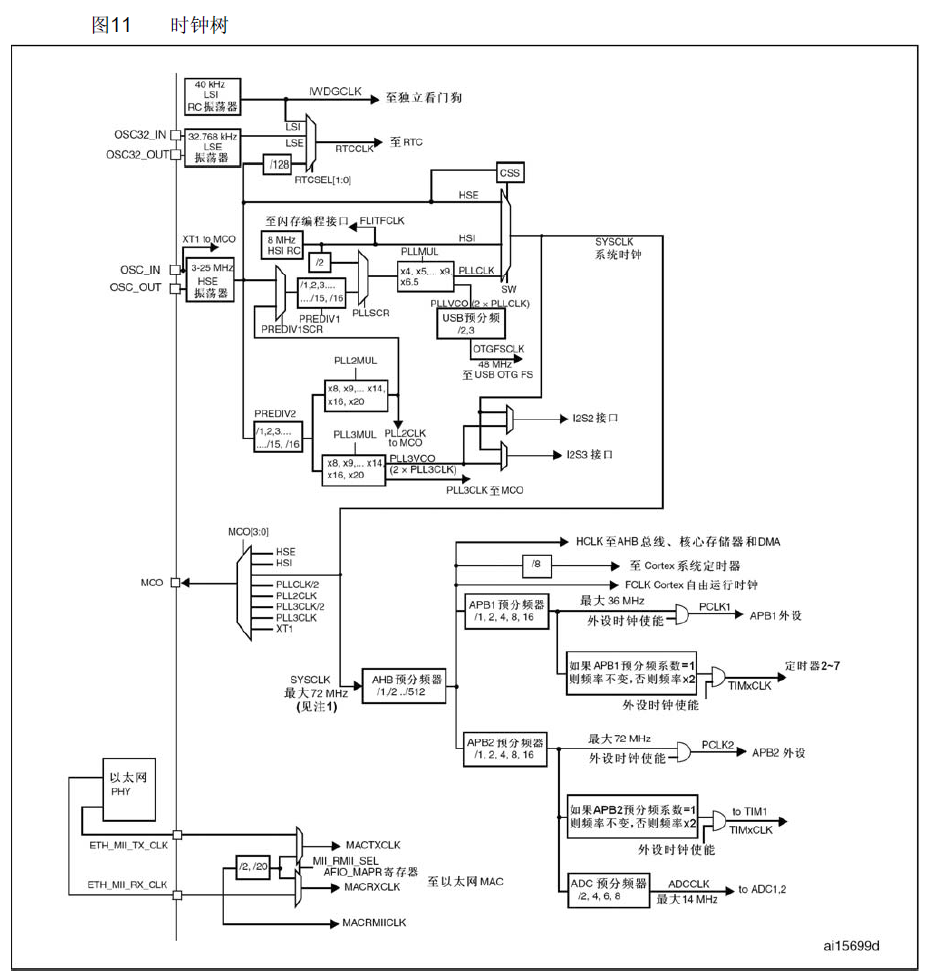 图11 时钟树
40 kHz
LSI
RC 振荡器
IWDGCLK
至独立看门狗
OSC32_IN
OSC32_OUT
32.768 kHz
LSE
振荡器
LSI
LSE
/128
RTCCLK
至 RTC
RTCSEL[1:0]
CSS
HSE
至闪存编程接口
FLITFCLK
XT1 to MCO
8 MHz
HSI RC
HSI
SYSCLK
系统时钟
/2
PLLMUL
x4, x5,... x9,
x6.5
PLLCLK
SW
OSC_IN
OSC_OUT
3-25 MHz
HSE
振荡器
/1,2,3....
..../15, /16
PREDIV1
PLLSCR
PREDIV1SCR
PLLVCO (2 × PLLCLK)
USB预分频
/2,3
OTGFSCLK
48 MHz
至 USB OTG FS
PLL2MUL
x8, x9,... x14,
x16, x20
PLL2CLK
to MCO
PREDIV2
/1,2,3....
..../15, /16
PLL3MUL
x8, x9,... x14,
x16, x20
PLL3VCO
(2 × PLL3CLK)
PLL3CLK 至 MCO
I2S2 接口
I2S3 接口
MCO[3:0]
MCO
HSE
HSI
PLLCLK/2
PLL2CLK
PLL3CLK/2
PLL3CLK
XT1
HCLK 至AHB 总线、核心存储器和DMA
/8
至 Cortex 系统定时器
FCLK Cortex 自由运行时钟
APB1 预分频器
/1, 2, 4, 8, 16
最大 36 MHz
外设时钟使能
PCLK1
APB1 外设
SYSCLK
最大72 MHz
(见注1)
AHB 预分频器
/1,/2 ../512
如果APB1预分频系数=1
则频率不变,否则频率x2
定时器2~7
TIMxCLK
外设时钟使能
APB2 预分频器
/1, 2, 4, 8, 16
最大 72 MHz
外设时钟使能
PCLK2
APB2 外设
如果APB2预分频系数=1
则频率不变,否则频率x2
to TIM1
TIMxCLK
外设时钟使能
ADC 预分频器
/2, 4, 6, 8
ADCCLK
最大 14 MHz
to ADC1,2
以太网
PHY
ETH_MII_TX_CLK
ETH_MII_RX_CLK
/2, /20
MACTXCLK
MII_RMII_SEL
AFIO_MAPR 寄存器
MACRXCLK
至以太网 MAC
MACRMIICLK
ai15699d